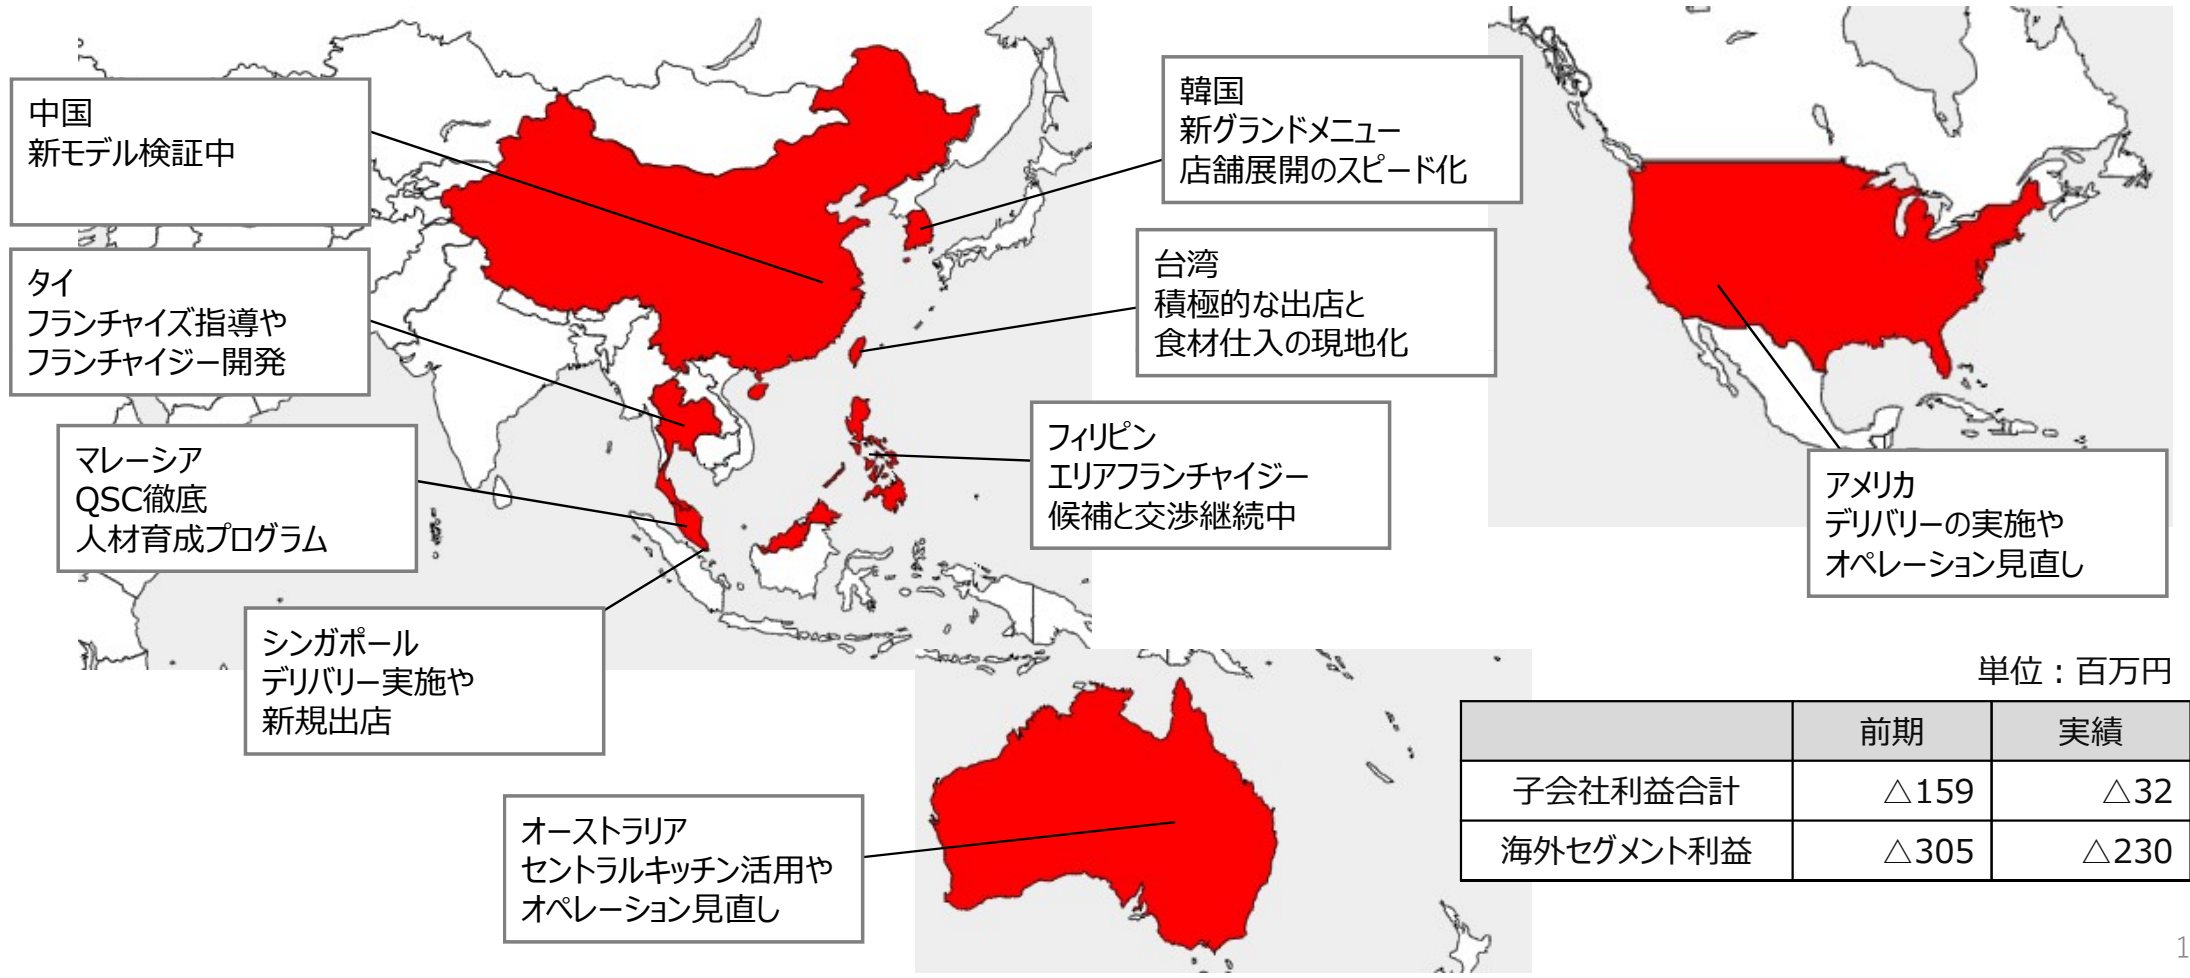 中国
新モデル検証中
タイ
フランチャイズ指導や
フランチャイジー開発
マレーシア
QSC徹底
人材育成プログラム
シンガポール
デリバリー実施や
新規出店
オーストラリア
セントラルキッチン活用や
オペレーション見直し
韓国
新グランドメニュー
店舗展開のスピード化
台湾
積極的な出店と
食材仕入の現地化
フィリピン
エリアフランチャイジー
候補と交渉継続中
アメリカ
デリバリーの実施や
オペレーション見直し
単位：百万円
前期 実績
子会社利益合計 △159 △32
海外セグメント利益 △305 △230
1